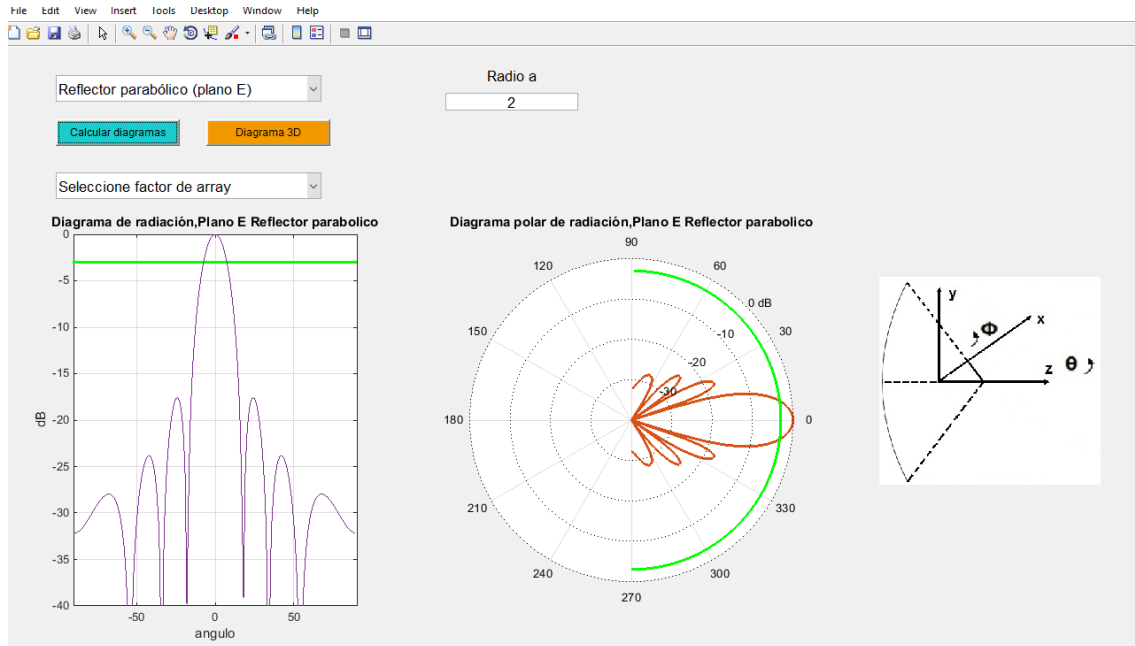 File Edit View Insert Tools Desktop Window Help
Radio a
Reflector parabólico (plano E)
2
Calcular diagramas
Diagrama 3D
Seleccione factor de array
Diagrama de radiación,Plano E Reflector parabolico
0
-5
-10
-15
-20
-25
-30
-35
-40
dB
-50
0
50
angulo
Diagrama polar de radiación,Plano E Reflector parabolico
90
120
60
0 dB
150
-10
30
-20
-30
180
0
210
330
240
300
270
y
x
Φ
z
θ